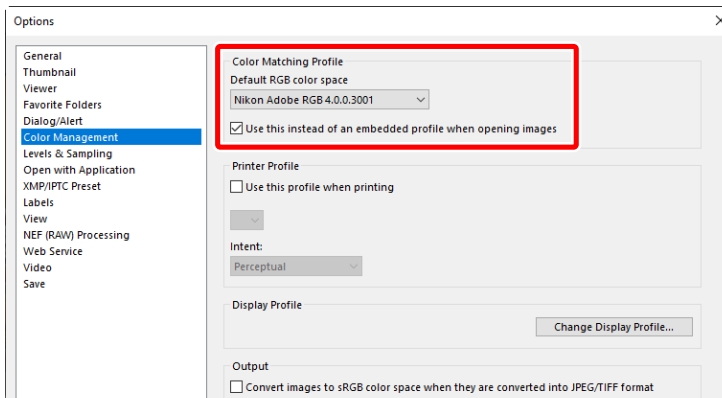 Options
General
Thumbnail
Viewer
Favorite Folders
Dialog/Alert
Color Management
Levels & Sampling
Open with Application
XMP/IPTC Preset
Labels
View
NEF (RAW) Processing
Web Service
Video
Save
Color Matching Profile
Default RGB color space
Nikon Adobe RGB 4.0.0.3001
Use this instead of an embedded profile when opening images
Printer Profile
Use this profile when printing
Intent:
Perceptual
Display Profile
Change Display Profile...
Output
Convert images to sRGB color space when they are converted into JPEG/TIFF format